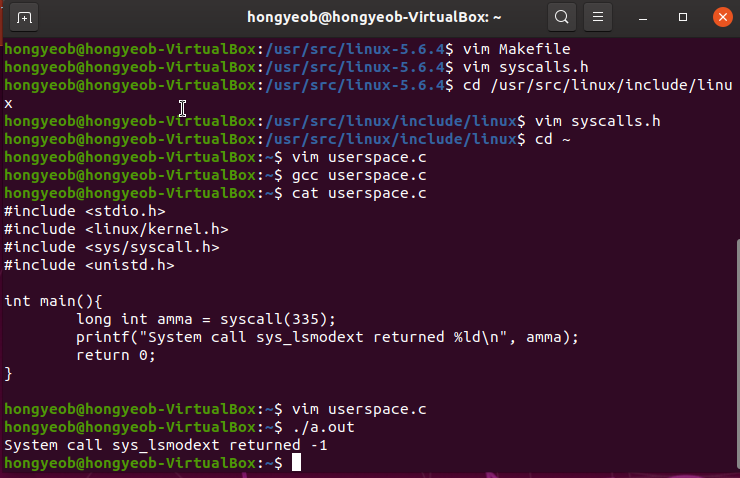 hongyeob@hongyeob-VirtualBox: ~
hongyeob@hongyeob-VirtualBox:/usr/src/linux-5.6.4$ vim Makefile
hongyeob@hongyeob-VirtualBox:/usr/src/linux-5.6.4$ vim syscalls.h
hongyeob@hongyeob-VirtualBox:/usr/src/linux-5.6.4$ cd /usr/src/linux/include/linu
x
hongyeob@hongyeob-VirtualBox:/usr/src/linux/include/linux$ vim syscalls.h
hongyeob@hongyeob-VirtualBox:/usr/src/linux/include/linux$ cd ~
hongyeob@hongyeob-VirtualBox:~$ vim userspace.c
hongyeob@hongyeob-VirtualBox:~$ gcc userspace.c
hongyeob@hongyeob-VirtualBox:~$ cat userspace.c
#include <stdio.h>
#include <linux/kernel.h>
#include <sys/syscall.h>
#include <unistd.h>

int main(){
        long int amma = syscall(335);
        printf("System call sys_lsmodext returned %ld\n", amma);
        return 0;
}

hongyeob@hongyeob-VirtualBox:~$ vim userspace.c
hongyeob@hongyeob-VirtualBox:~$ ./a.out
System call sys_lsmodext returned -1
hongyeob@hongyeob-VirtualBox:~$